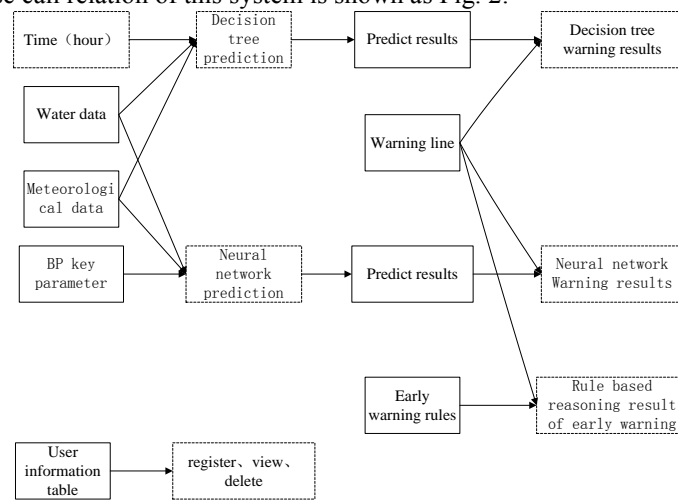 se call relation of this system is shown as Fig. 2.
Time（hour）
Decision
tree
prediction
Predict results
Decision tree
warning results
Water data
Warning line
Meteorologi
cal data
BP key
parameter
Neural
network
prediction
Predict results
Neural network
Warning results
Early
warning rules
Rule based
reasoning result
of early warning
User
information
table
register、view、
delete